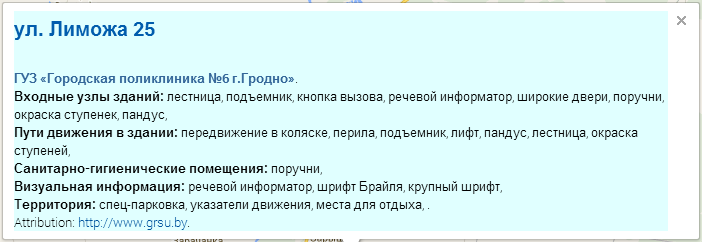 ул. Лиможа 25
ГУЗ «Городская поликлиника №6 г.Гродно».
Входные узлы зданий: лестница, подъемник, кнопка вызова, речевой информатор, широкие двери, поручни,
окраска ступенек, пандус,
Пути движения в здании: передвижение в коляске, перила, подъемник, лифт, пандус, лестница, окраска
ступеней,
Санитарно-гигиенические помещения: поручни,
Визуальная информация: речевой информатор, шрифт Брайля, крупный шрифт,
Территория: спец-парковка, указатели движения, места для отдыха, .
Attribution: http://www.grsu.by.